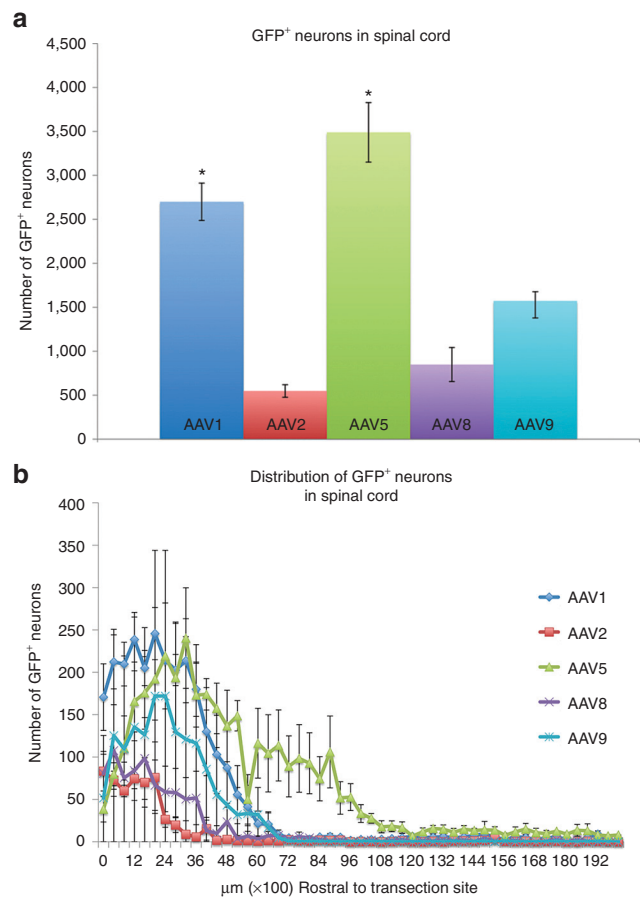 a
GFP⁺ neurons in spinal cord
4,500
4,000
3,500
3,000
2,500
2,000
1,500
1,000
500
0
Number of GFP⁺ neurons
*
*
AAV1
AAV2
AAV5
AAV8
AAV9
b
Distribution of GFP⁺ neurons
in spinal cord
400
350
300
250
200
150
100
50
0
Number of GFP⁺ neurons
AAV1
AAV2
AAV5
AAV8
AAV9
0 12 24 36 48 60 72 84 96 108 120 132 144 156 168 180 192
μm (×100) Rostral to transection site